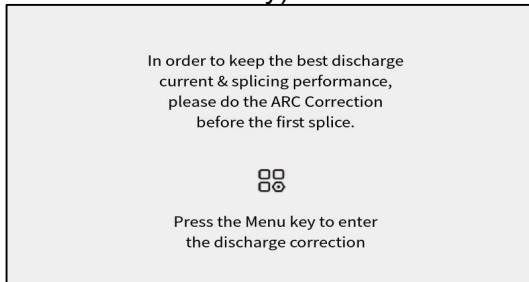 In order to keep the best discharge
current & splicing performance,
please do the ARC Correction
before the first splice.
Press the Menu key to enter
the discharge correction